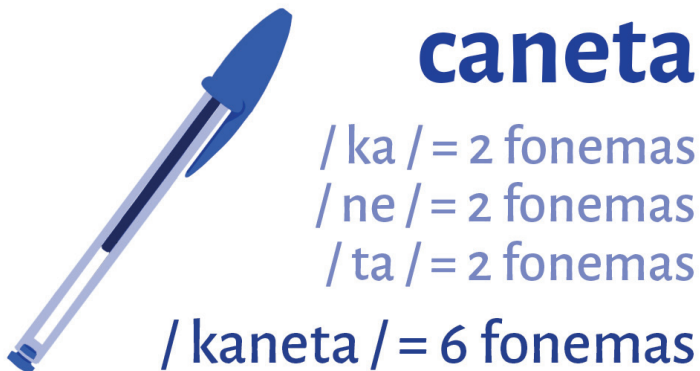 caneta
/ ka / = 2 fonemas
/ ne / = 2 fonemas
/ ta / = 2 fonemas
/ kaneta / = 6 fonemas